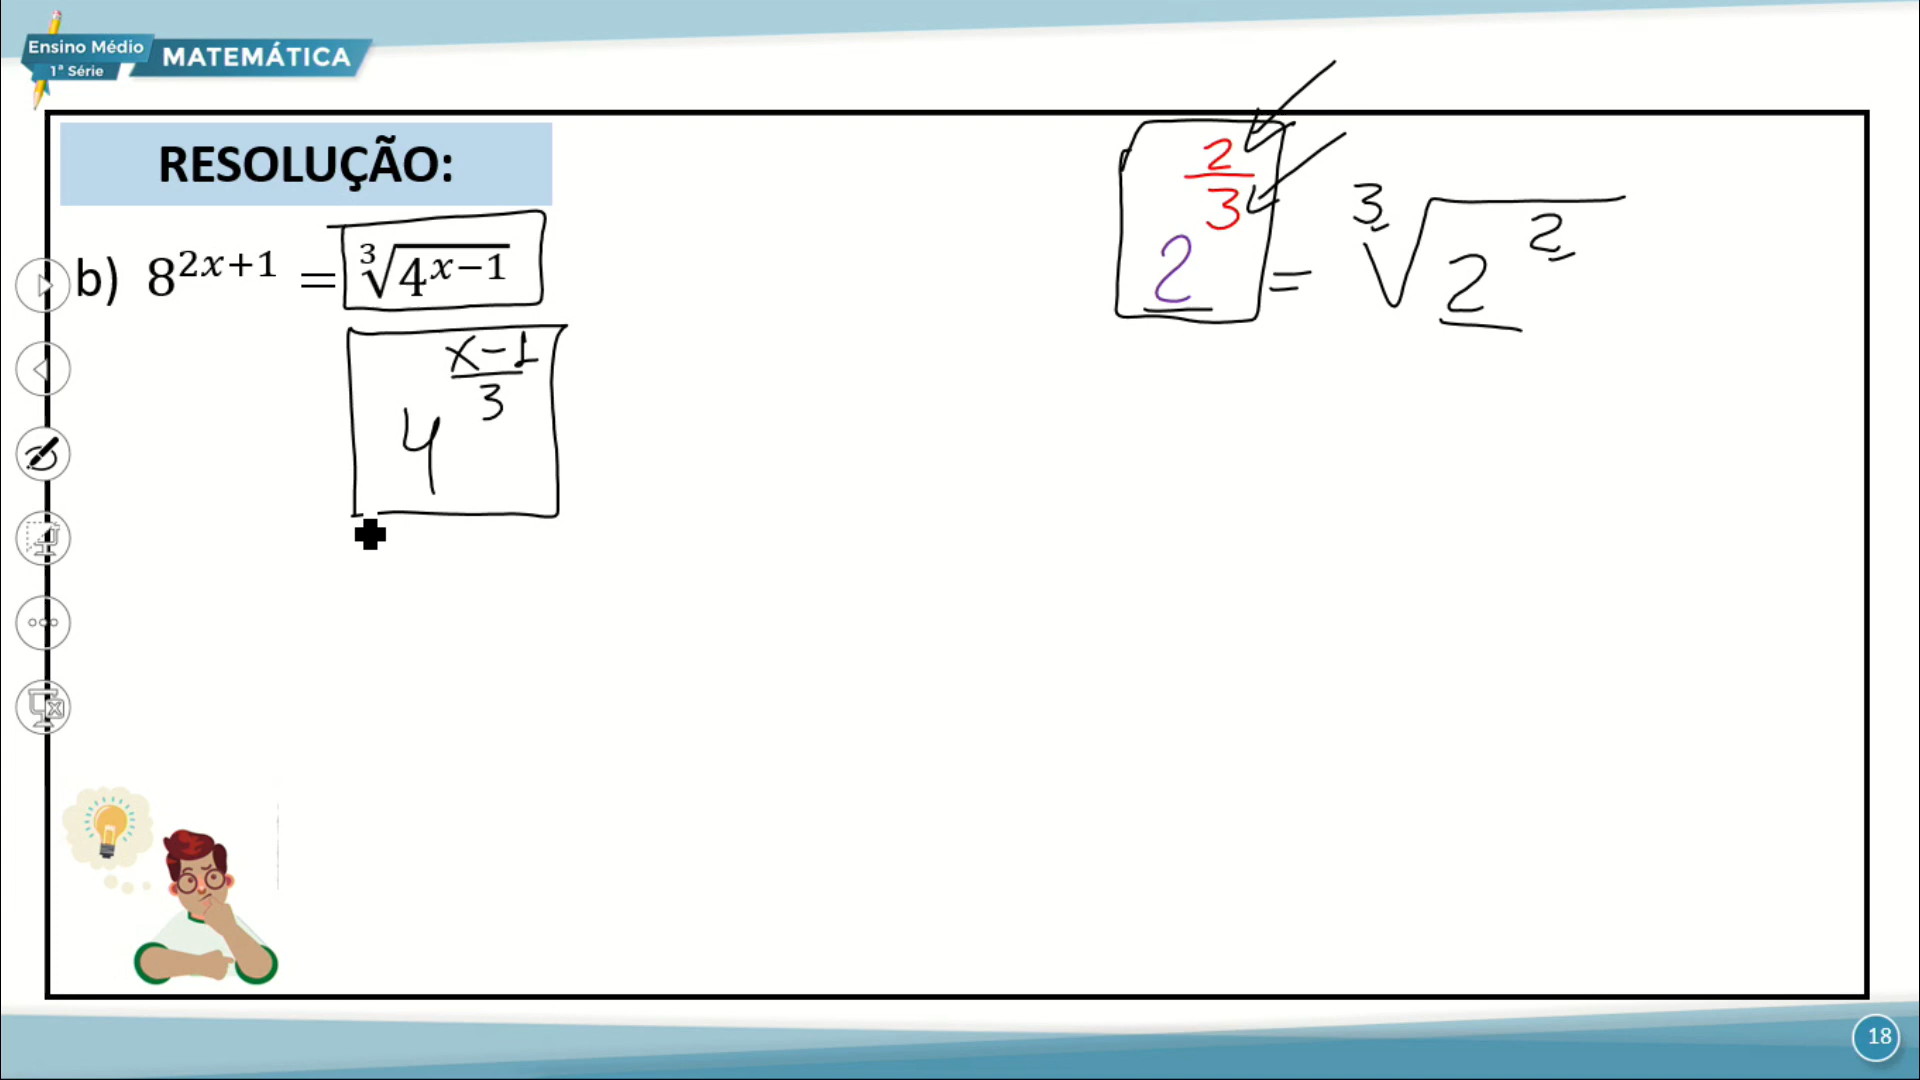 Ensino Médio
1ª Série
MATEMÁTICA
RESOLUÇÃO:
b) 8^{2x+1} = ∛(4^{x−1})
4^{(x-1)/3}
2^{2/3} = ∛(2^2)
18